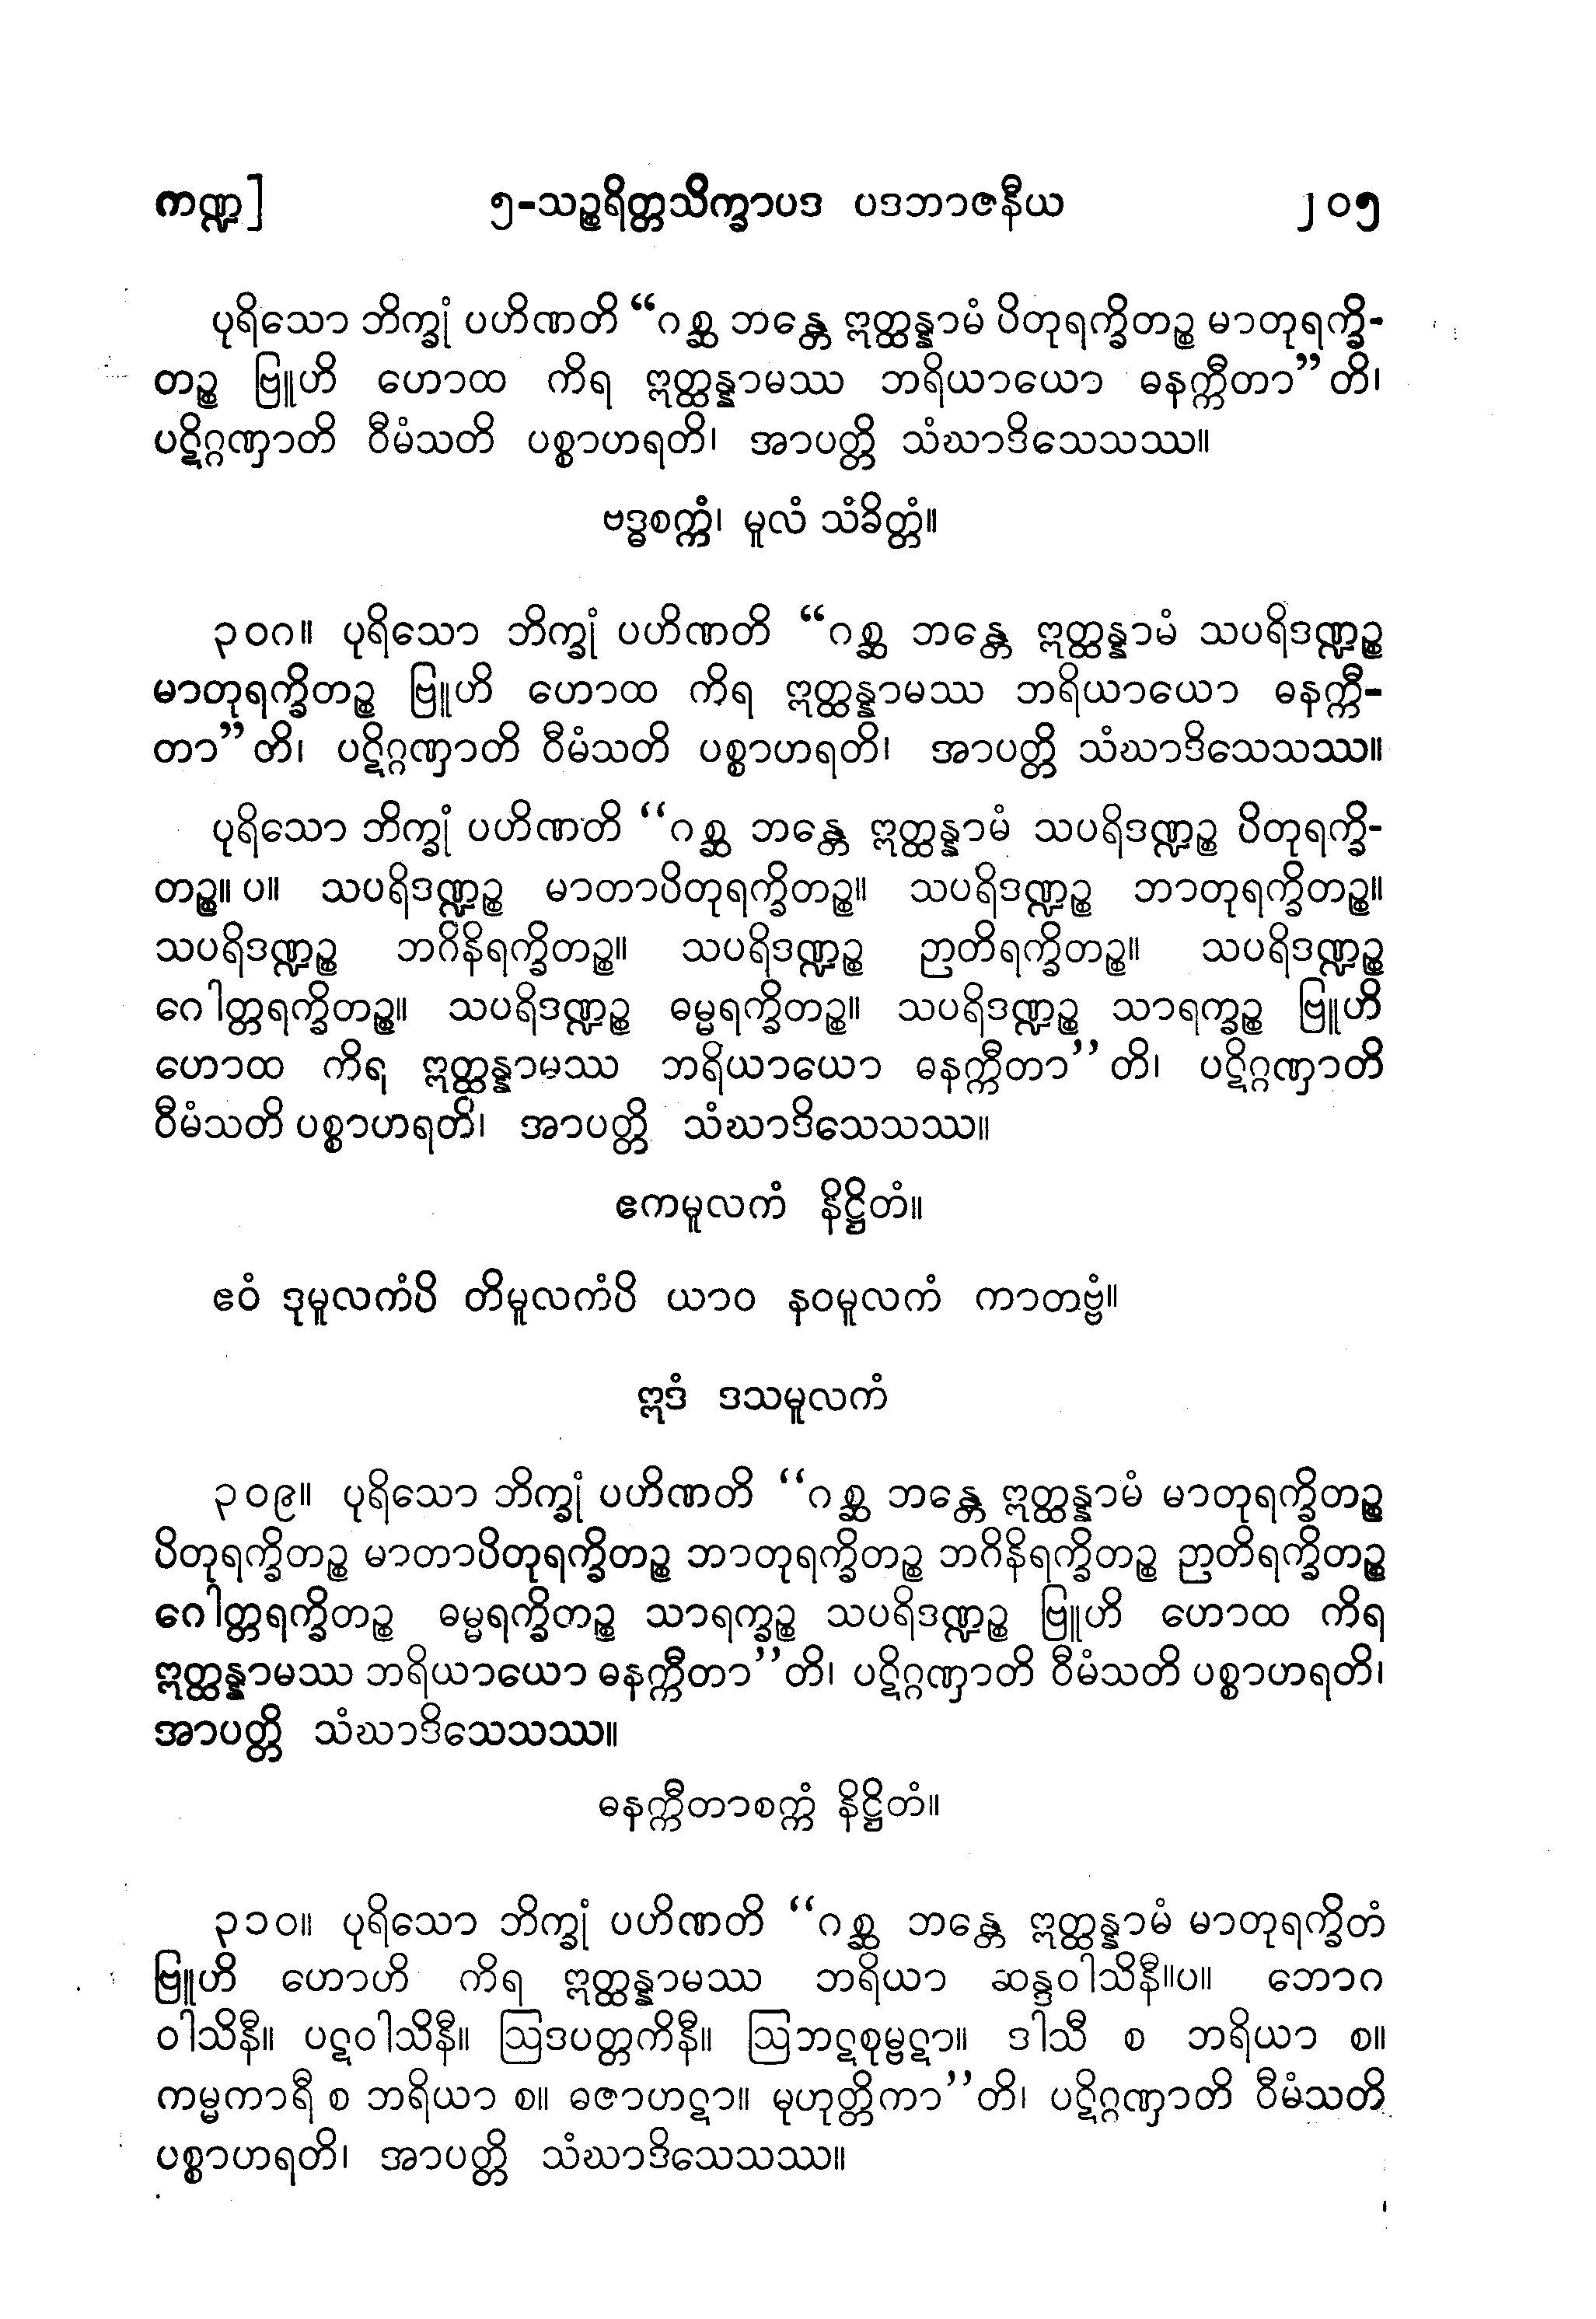 ကဏ္ဍ] ၅-သဉ္စရိတ္တသိက္ခာပဒ ပဒဘာဇနီယ ၂၀၅
ပုရိသော ဘိက္ခုံ ပဟိဏတိ “ဂစ္ဆ ဘန္တေ ဣတ္ထန္နာမံ ပိတုရက္ခိတဉ္စ မာတုရက္ခိ-
တဉ္စ ဗြူဟိ ဟောထ ကိရ ဣတ္ထန္နာမဿ ဘရိယာယော ဓနက္ကီတာ” တိ၊
ပဋိဂ္ဂဏှာတိ ဝီမံသတိ ပစ္စာဟရတိ၊ အာပတ္တိ သံဃာဒိသေသဿ။
ဗဒ္ဓစက္ကံ၊ မူလံ သံခိတ္တံ။
၃၀ဂ။ ပုရိသော ဘိက္ခုံ ပဟိဏတိ “ဂစ္ဆ ဘန္တေ ဣတ္ထန္နာမံ သပရိဒဏ္ဍဉ္စ
မာတုရက္ခိတဉ္စ ဗြူဟိ ဟောထ ကိရ ဣတ္ထန္နာမဿ ဘရိယာယော ဓနက္ကီ-
တာ” တိ၊ ပဋိဂ္ဂဏှာတိ ဝီမံသတိ ပစ္စာဟရတိ၊ အာပတ္တိ သံဃာဒိသေသဿ။
ပုရိသော ဘိက္ခုံ ပဟိဏတိ “ဂစ္ဆ ဘန္တေ ဣတ္ထန္နာမံ သပရိဒဏ္ဍဉ္စ ပိတုရက္ခိ-
တဉ္စ။ ပ။ သပရိဒဏ္ဍဉ္စ မာတာပိတုရက္ခိတဉ္စ။ သပရိဒဏ္ဍဉ္စ ဘာတုရက္ခိတဉ္စ။
သပရိဒဏ္ဍဉ္စ ဘဂိနိရက္ခိတဉ္စ။ သပရိဒဏ္ဍဉ္စ ဉာတိရက္ခိတဉ္စ။ သပရိဒဏ္ဍဉ္စ
ဂေါတ္တရက္ခိတဉ္စ။ သပရိဒဏ္ဍဉ္စ ဓမ္မရက္ခိတဉ္စ။ သပရိဒဏ္ဍဉ္စ သာရက္ခဉ္စ ဗြူဟိ
ဟောထ ကိရ ဣတ္ထန္နာမဿ ဘရိယာယော ဓနက္ကီတာ” တိ၊ ပဋိဂ္ဂဏှာတိ
ဝီမံသတိ ပစ္စာဟရတိ၊ အာပတ္တိ သံဃာဒိသေသဿ။
ဧကမူလကံ နိဋ္ဌိတံ။
ဧဝံ ဒုမူလကံပိ တိမူလကံပိ ယာဝ နဝမူလကံ ကာတဗ္ဗံ။
ဣဒံ ဒသမူလကံ
၃၀၉။ ပုရိသော ဘိက္ခုံ ပဟိဏတိ “ဂစ္ဆ ဘန္တေ ဣတ္ထန္နာမံ မာတုရက္ခိတဉ္စ
ပိတုရက္ခိတဉ္စ မာတာပိတုရက္ခိတဉ္စ ဘာတုရက္ခိတဉ္စ ဘဂိနိရက္ခိတဉ္စ ဉာတိရက္ခိတဉ္စ
ဂေါတ္တရက္ခိတဉ္စ ဓမ္မရက္ခိတဉ္စ သာရက္ခဉ္စ သပရိဒဏ္ဍဉ္စ ဗြူဟိ ဟောထ ကိရ
ဣတ္ထန္နာမဿ ဘရိယာယော ဓနက္ကီတာ” တိ၊ ပဋိဂ္ဂဏှာတိ ဝီမံသတိ ပစ္စာဟရတိ၊
အာပတ္တိ သံဃာဒိသေသဿ။
ဓနက္ကီတာစက္ကံ နိဋ္ဌိတံ။
၃၁၀။ ပုရိသော ဘိက္ခုံ ပဟိဏတိ “ဂစ္ဆ ဘန္တေ ဣတ္ထန္နာမံ မာတုရက္ခိတံ
ဗြူဟိ ဟောဟိ ကိရ ဣတ္ထန္နာမဿ ဘရိယာ ဆန္ဒဝါသိနီ။ပ။ ဘောဂ
ဝါသိနီ။ ပဋဝါသိနီ။ ဩဒပတ္တကိနီ။ ဩဘဋစုမ္ဗဋာ။ ဒါသီ စ ဘရိယာ စ။
ကမ္မကာရီ စ ဘရိယာ စ။ ဓဇာဟဋာ။ မုဟုတ္တိကာ” တိ၊ ပဋိဂ္ဂဏှာတိ ဝီမံသတိ
ပစ္စာဟရတိ၊ အာပတ္တိ သံဃာဒိသေသဿ။